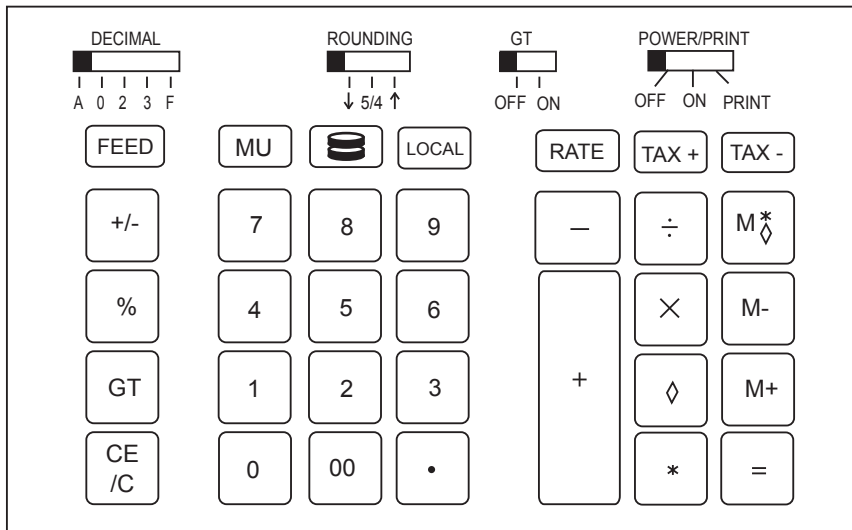 DECIMAL ROUNDING GT POWER/PRINT
A 0 2 3 F ↓ 5/4 ↑ OFF ON OFF ON PRINT
FEED MU LOCAL RATE TAX + TAX -
+/- 7 8 9 — ÷ M*◊
% 4 5 6 × M-
GT 1 2 3 + ◊ M+
CE
/C 0 00 • * =